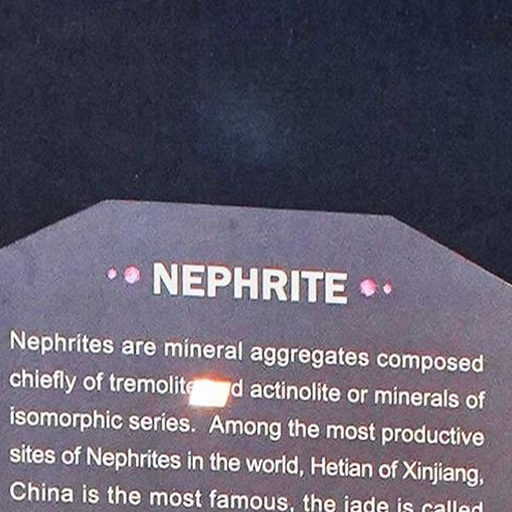 NEPHRITE
Nephrites are mineral aggregates composed
chiefly of tremolite d actinolite or minerals of
isomorphic series. Among the most productive
sites of Nephrites in the world, Hetian of Xinjiang,
China is the most famous, the jade is called